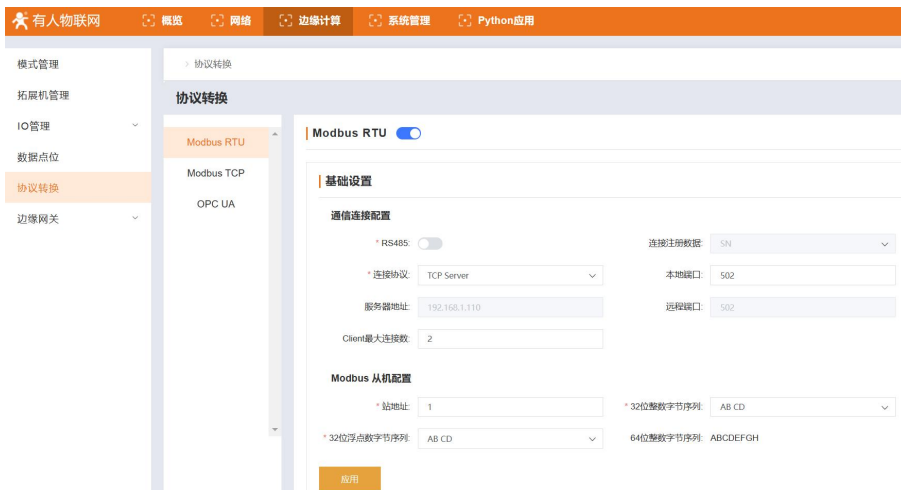 有人物联网 概览 网络 边缘计算 系统管理 Python应用
模式管理
拓展机管理
IO管理
数据点位
协议转换
边缘网关
协议转换
协议转换
Modbus RTU
Modbus TCP
OPC UA
Modbus RTU
基础设置
通信连接配置
* RS485: 连接注册数据: SN
* 连接协议: TCP Server 本地端口: 502
服务器地址: 192.168.1.110 远程端口: 502
Client最大连接数: 2
Modbus 从机配置
* 站地址: 1 * 32位整数字节序列: AB CD
* 32位浮点数字节序列: AB CD 64位整数字节序列: ABCDEFGH
应用